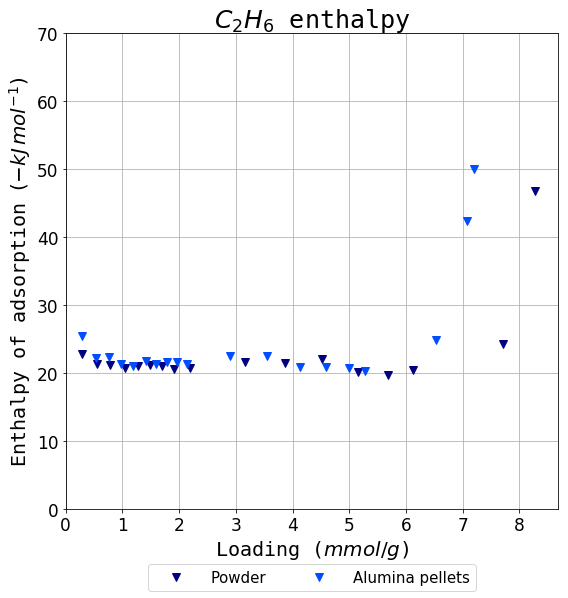 C₂H₆ enthalpy
Enthalpy of adsorption (−kJ mol⁻¹)
70
60
50
40
30
20
10
0
0 1 2 3 4 5 6 7 8
Loading (mmol/g)
Powder Alumina pellets